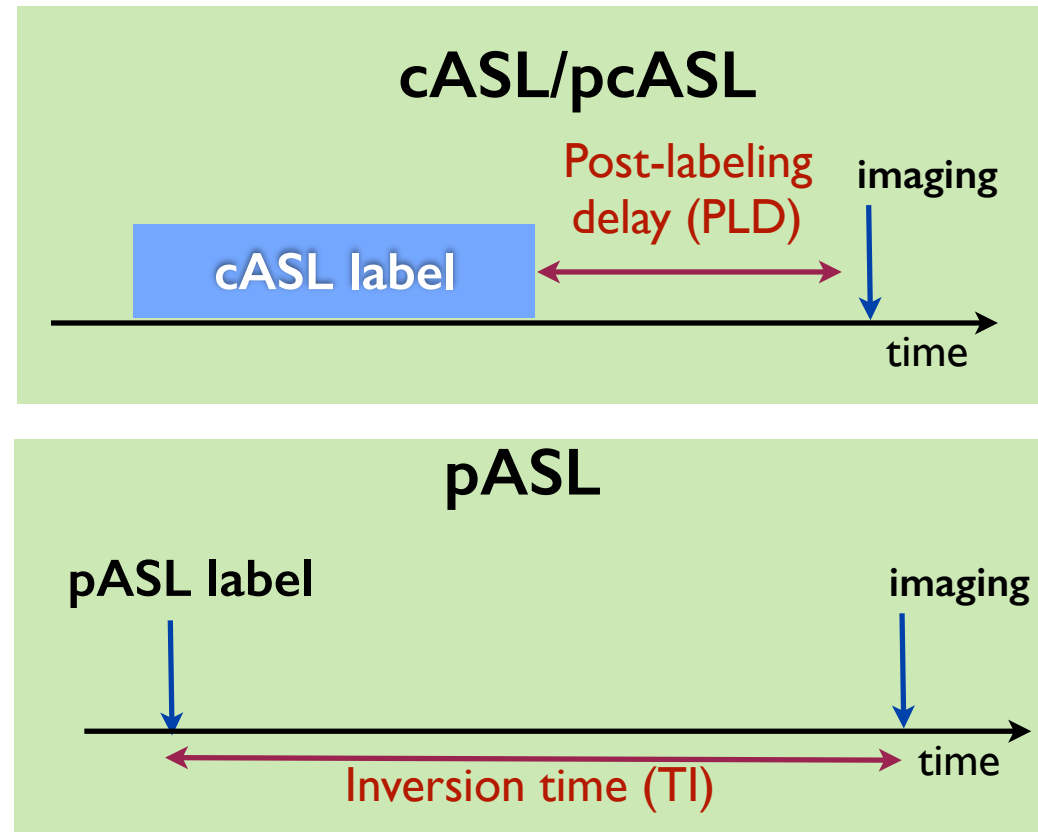 cASL/pcASL
Post-labeling
delay (PLD)
imaging
cASL label
time
pASL
pASL label
imaging
time
Inversion time (TI)